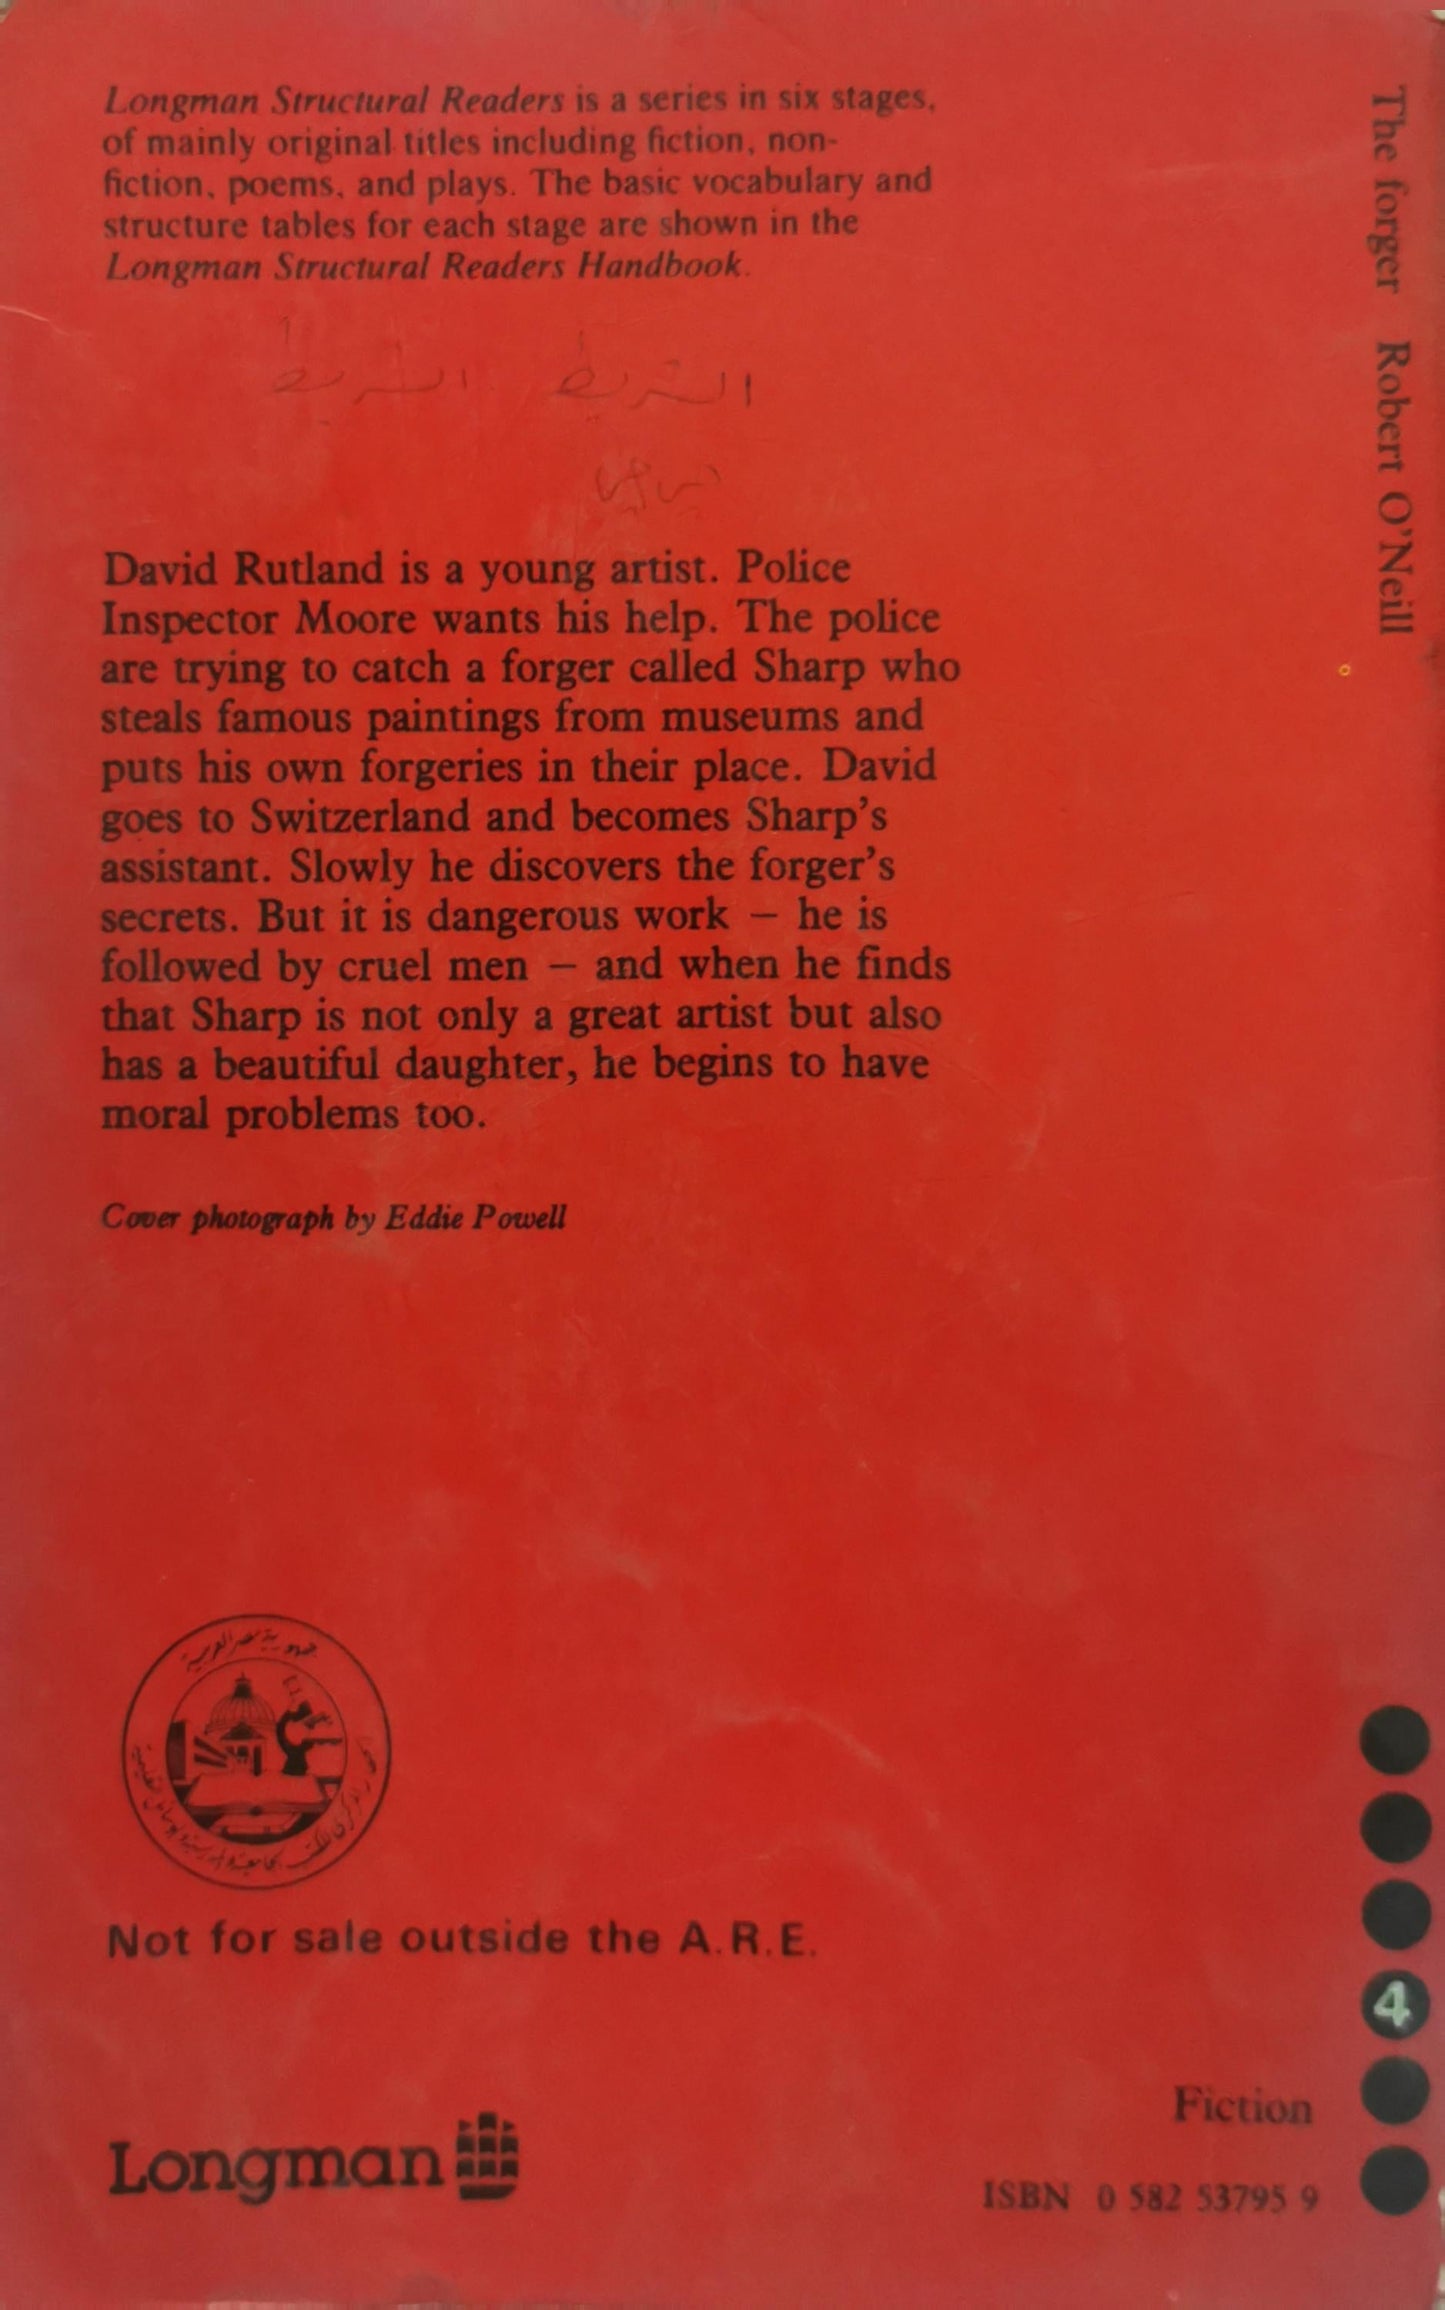 Longman Structural Readers is a series in six stages,
of mainly original titles including fiction, non-
fiction, poems, and plays. The basic vocabulary and
structure tables for each stage are shown in the
Longman Structural Readers Handbook.
الشريط الشريط
David Rutland is a young artist. Police
Inspector Moore wants his help. The police
are trying to catch a forger called Sharp who
steals famous paintings from museums and
puts his own forgeries in their place. David
goes to Switzerland and becomes Sharp's
assistant. Slowly he discovers the forger's
secrets. But it is dangerous work – he is
followed by cruel men – and when he finds
that Sharp is not only a great artist but also
has a beautiful daughter, he begins to have
moral problems too.
Cover photograph by Eddie Powell
جمهورية مصر العربية
Not for sale outside the A.R.E.
Longman
Fiction
ISBN 0 582 53795 9
The forger Robert O'Neill
4